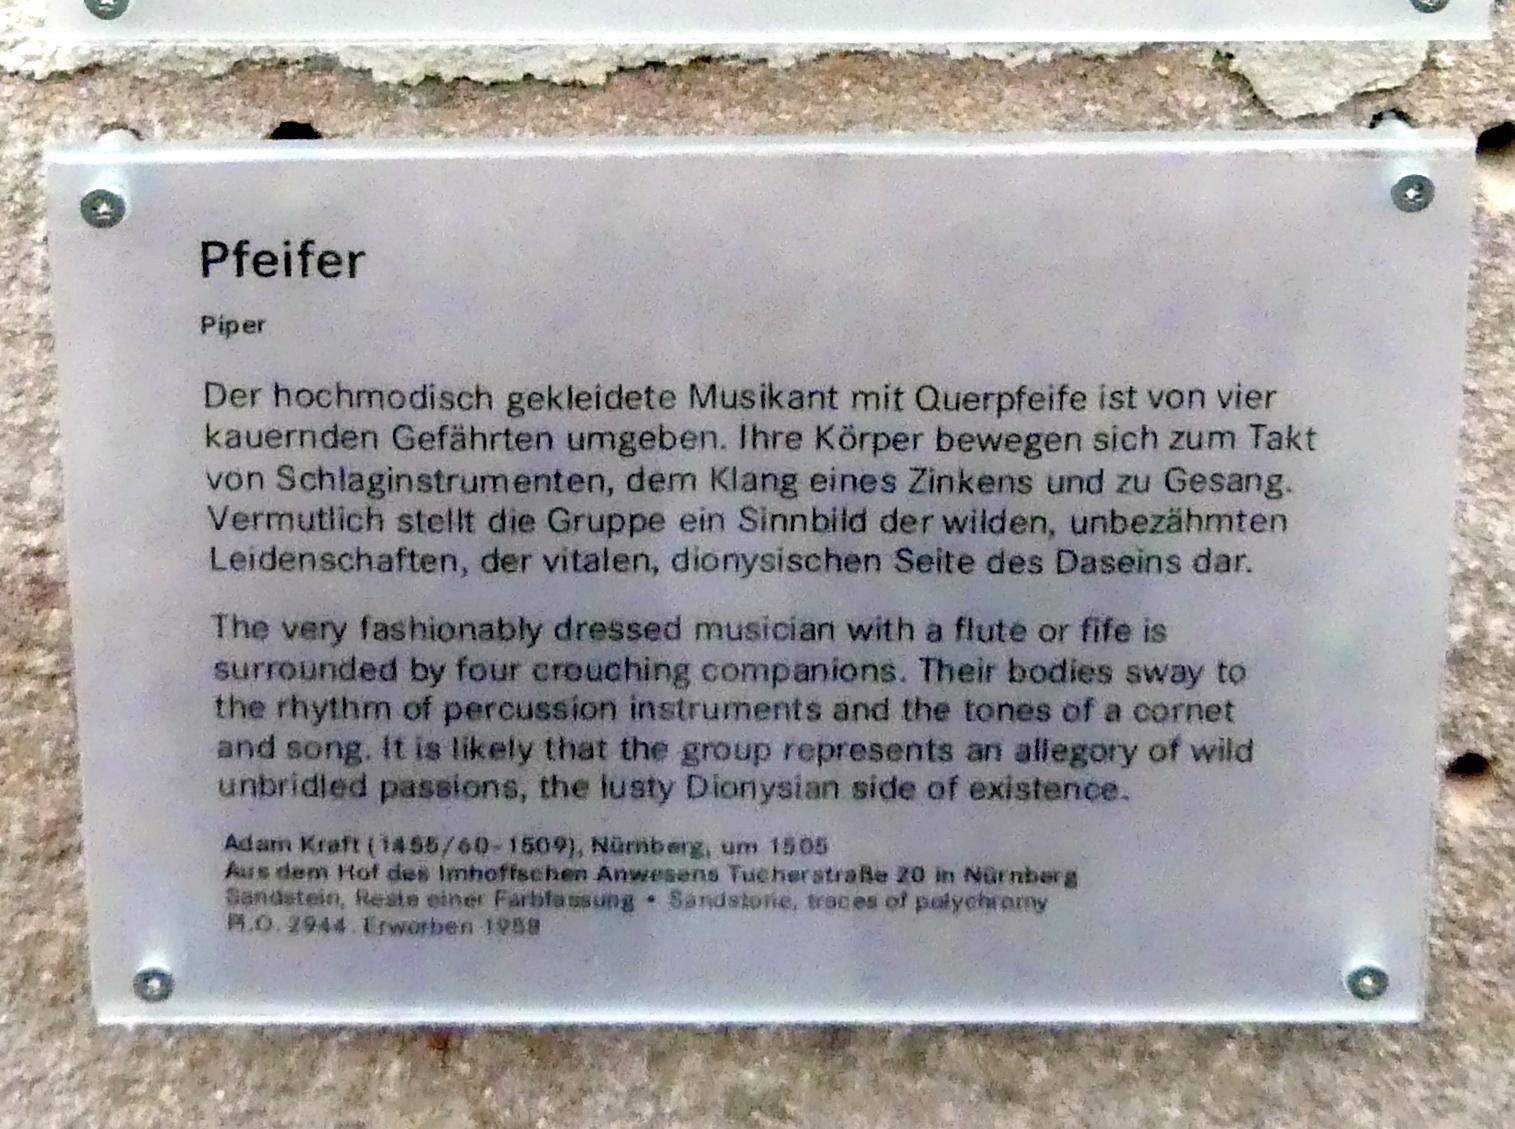 Pfeifer
Piper
Der hochmodisch gekleidete Musikant mit Querpfeife ist von vier
kauernden Gefährten umgeben. Ihre Körper bewegen sich zum Takt
von Schlaginstrumenten, dem Klang eines Zinkens und zu Gesang.
Vermutlich stellt die Gruppe ein Sinnbild der wilden, unbezähmten
Leidenschaften, der vitalen, dionysischen Seite des Daseins dar.
The very fashionably dressed musician with a flute or fife is
surrounded by four crouching companions. Their bodies sway to
the rhythm of percussion instruments and the tones of a cornet
and song. It is likely that the group represents an allegory of wild
unbridled passions, the lusty Dionysian side of existence.
Adam Kraft (1455/60-1509), Nürnberg, um 1505
Aus dem Hof des Imhoffschen Anwesens Tucherstraße 20 in Nürnberg
Sandstein, Reste einer Farbfassung • Sandstone, traces of polychromy
Pl.O. 2944. Erworben 1958